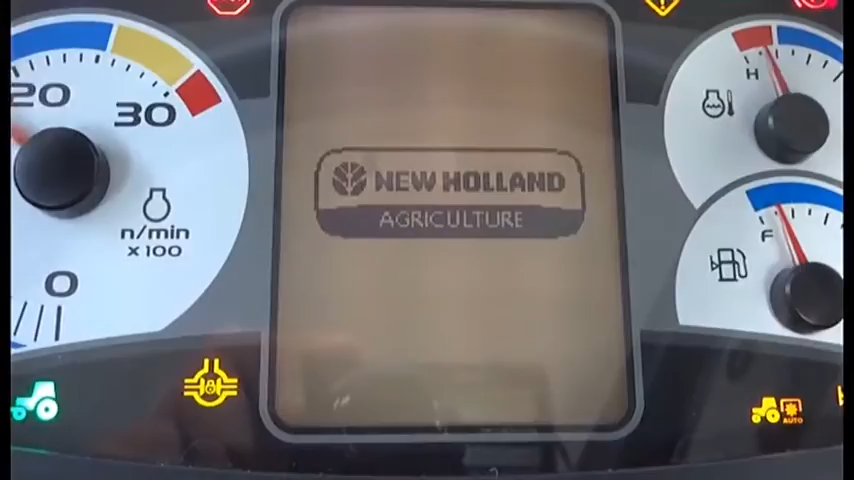 20
30
n/min
x100
0
NEW HOLLAND
AGRICULTURE
H
F
AUTO